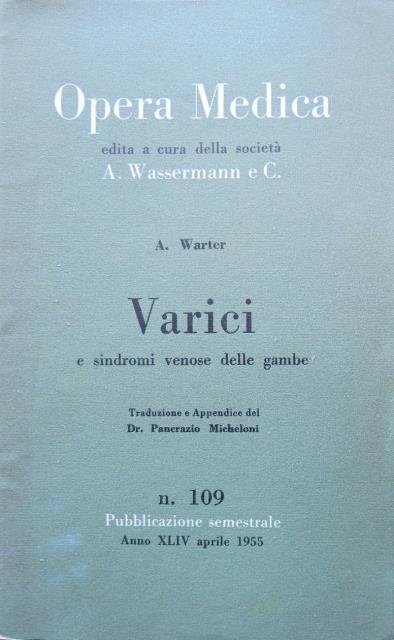 Opera Medica
edita a cura della società
A. Wassermann e C.
A. Warter
Varici
e sindromi venose delle gambe
Traduzione e Appendice del
Dr. Pancrazio Micheloni
n. 109
Pubblicazione semestrale
Anno XLIV aprile 1955